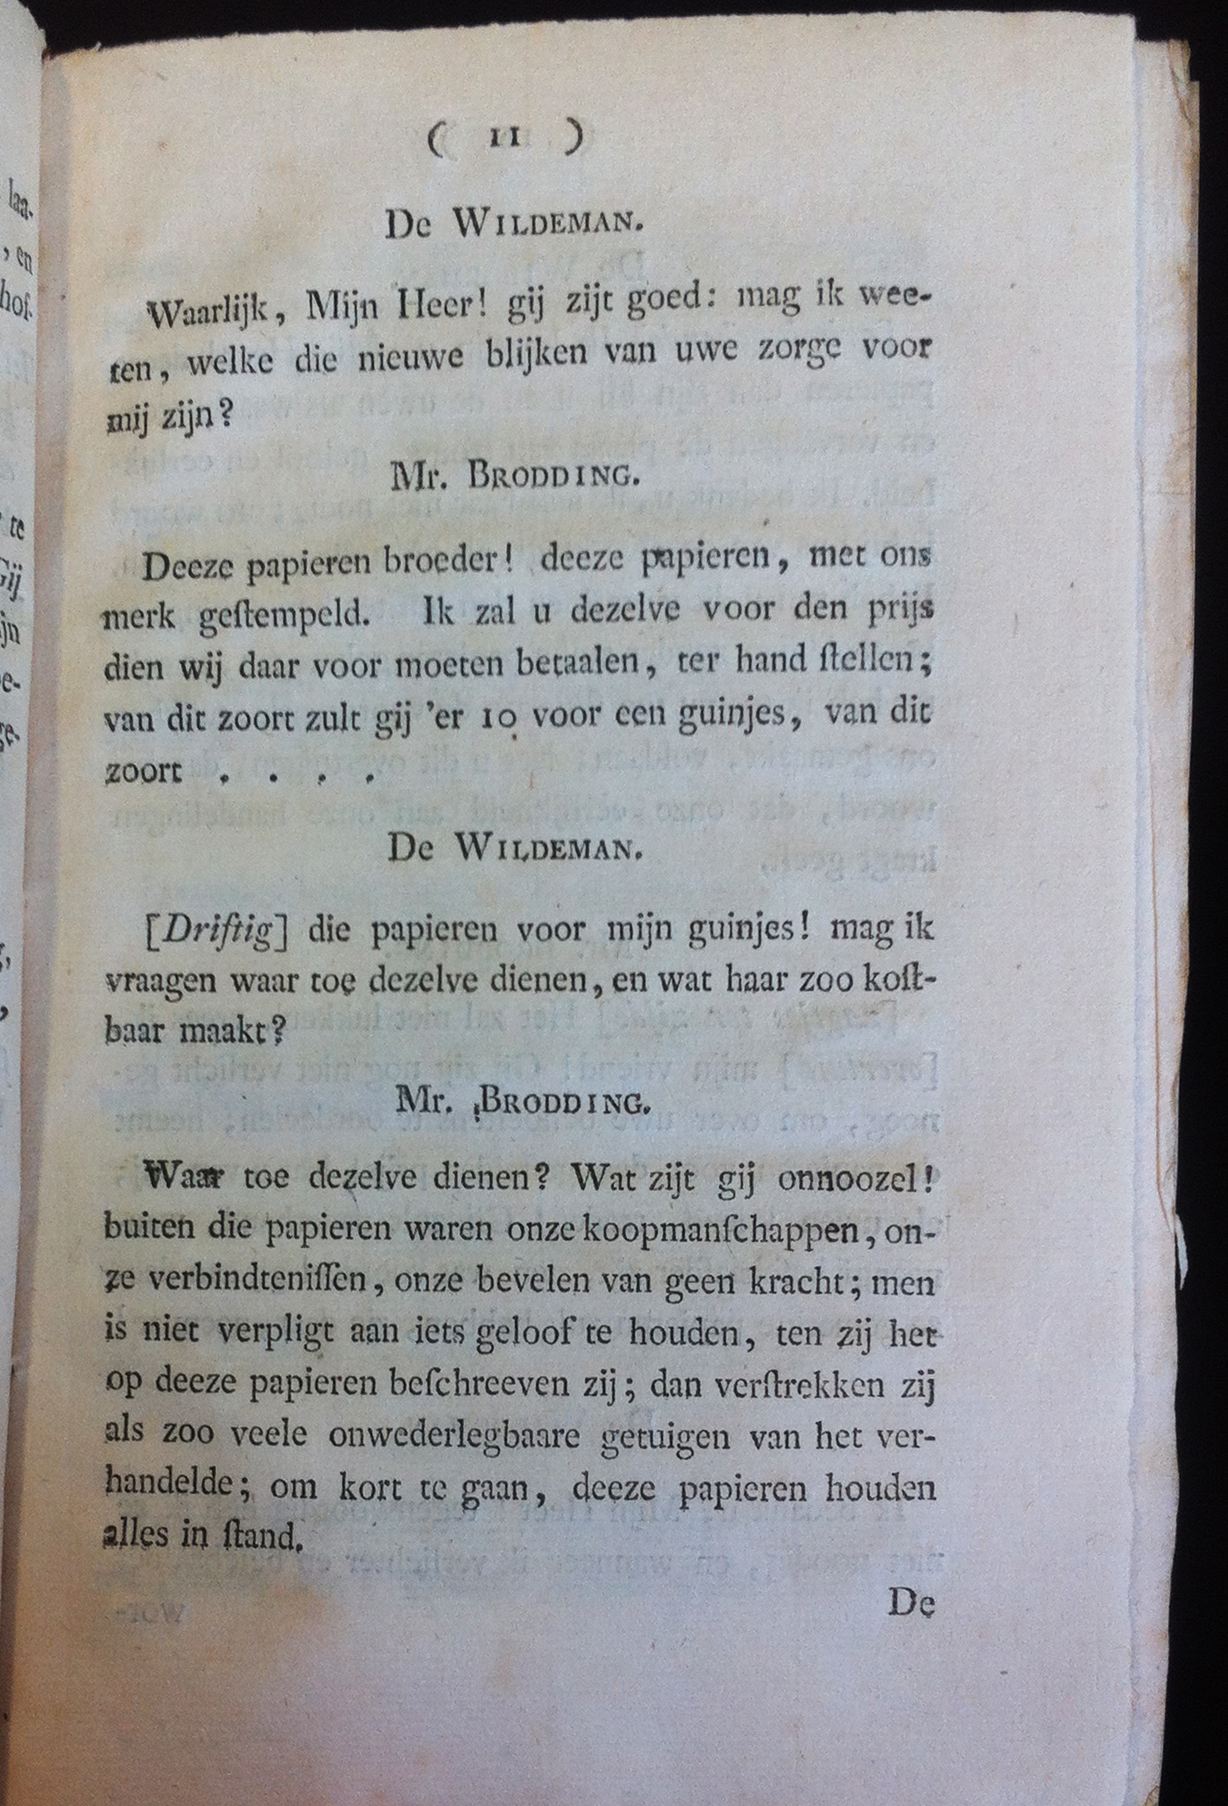 ( 11 )
De WILDEMAN.
Waarlijk, Mijn Heer! gij zijt goed: mag ik wee-
ten, welke die nieuwe blijken van uwe zorge voor
mij zijn?
Mr. BRODDING.
Deeze papieren broeder! deeze papieren, met ons
merk geſtempeld. Ik zal u dezelve voor den prijs
dien wij daar voor moeten betaalen, ter hand ſtellen;
van dit zoort zult gij 'er 10 voor een guinjes, van dit
zoort . . . .
De WILDEMAN.
[Driftig] die papieren voor mijn guinjes! mag ik
vraagen waar toe dezelve dienen, en wat haar zoo koſt-
baar maakt?
Mr. BRODDING.
Waar toe dezelve dienen? Wat zijt gij onnoozel!
buiten die papieren waren onze koopmanſchappen, on-
ze verbindteniſſen, onze bevelen van geen kracht; men
is niet verpligt aan iets geloof te houden, ten zij het
op deeze papieren beſchreeven zij; dan verſtrekken zij
als zoo veele onwederlegbaare getuigen van het ver-
handelde; om kort te gaan, deeze papieren houden
alles in ſtand.
De
laa-
, en
hof-
te
Gij